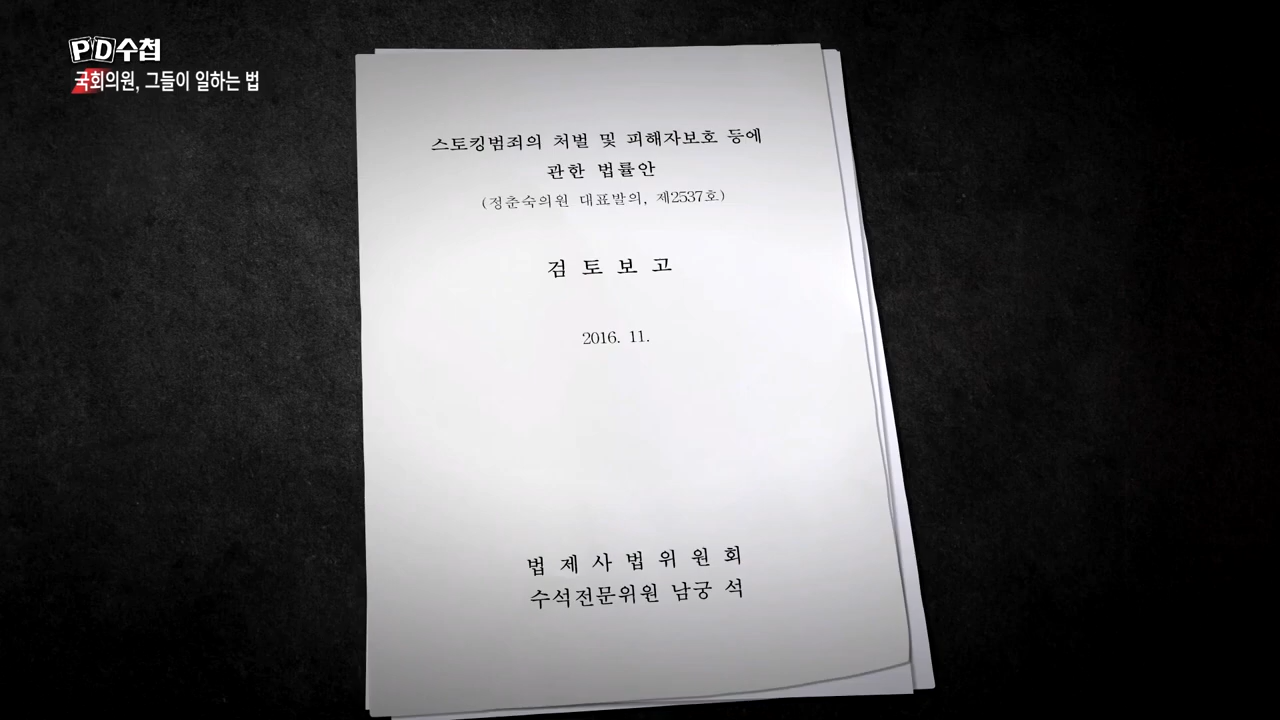 PD수첩
국회의원, 그들이 일하는 법
스토킹범죄의 처벌 및 피해자보호 등에
관한 법률안
(정춘숙의원 대표발의, 제2537호)
검 토 보 고
2016. 11.
법 제 사 법 위 원 회
수석전문위원 남궁 석